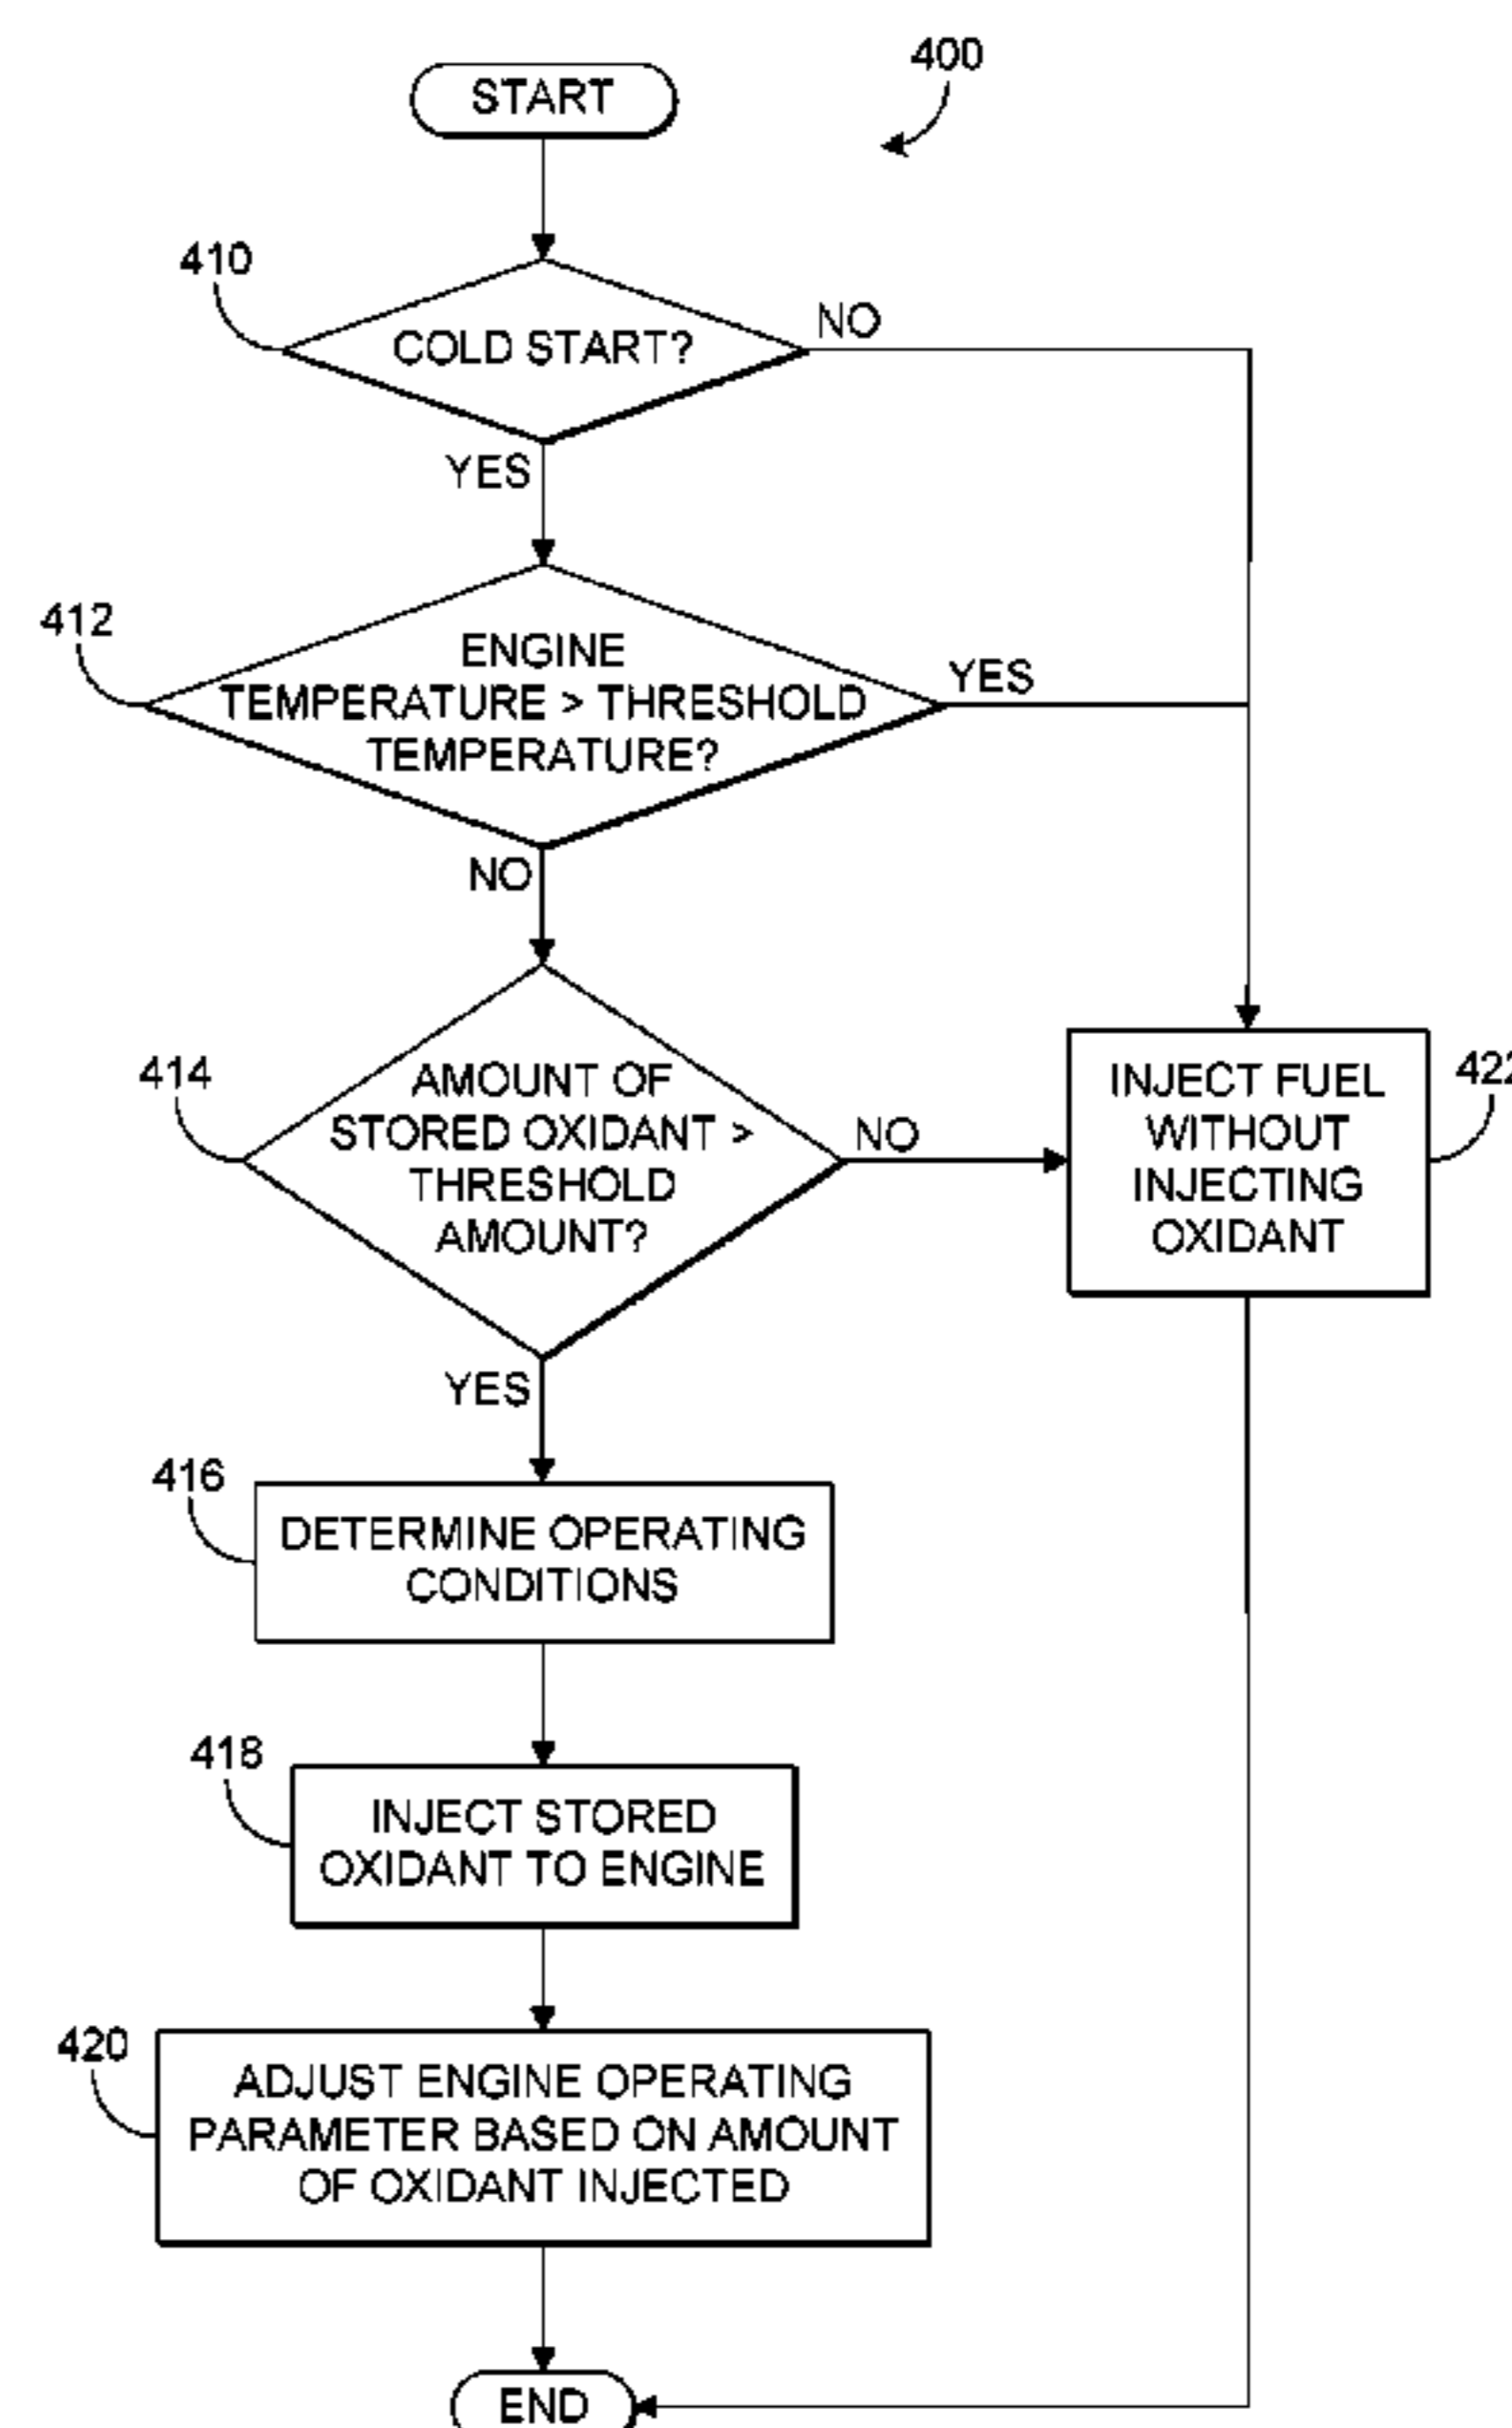 400
START
410
COLD START?
NO
YES
412
ENGINE
TEMPERATURE > THRESHOLD
TEMPERATURE?
YES
NO
414
AMOUNT OF
STORED OXIDANT >
THRESHOLD
AMOUNT?
NO
INJECT FUEL
WITHOUT
INJECTING
OXIDANT
422
YES
416
DETERMINE OPERATING
CONDITIONS
418
INJECT STORED
OXIDANT TO ENGINE
420
ADJUST ENGINE OPERATING
PARAMETER BASED ON AMOUNT
OF OXIDANT INJECTED
END